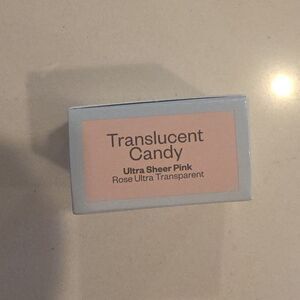 Translucent
Candy
Ultra Sheer Pink
Rose Ultra Transparent